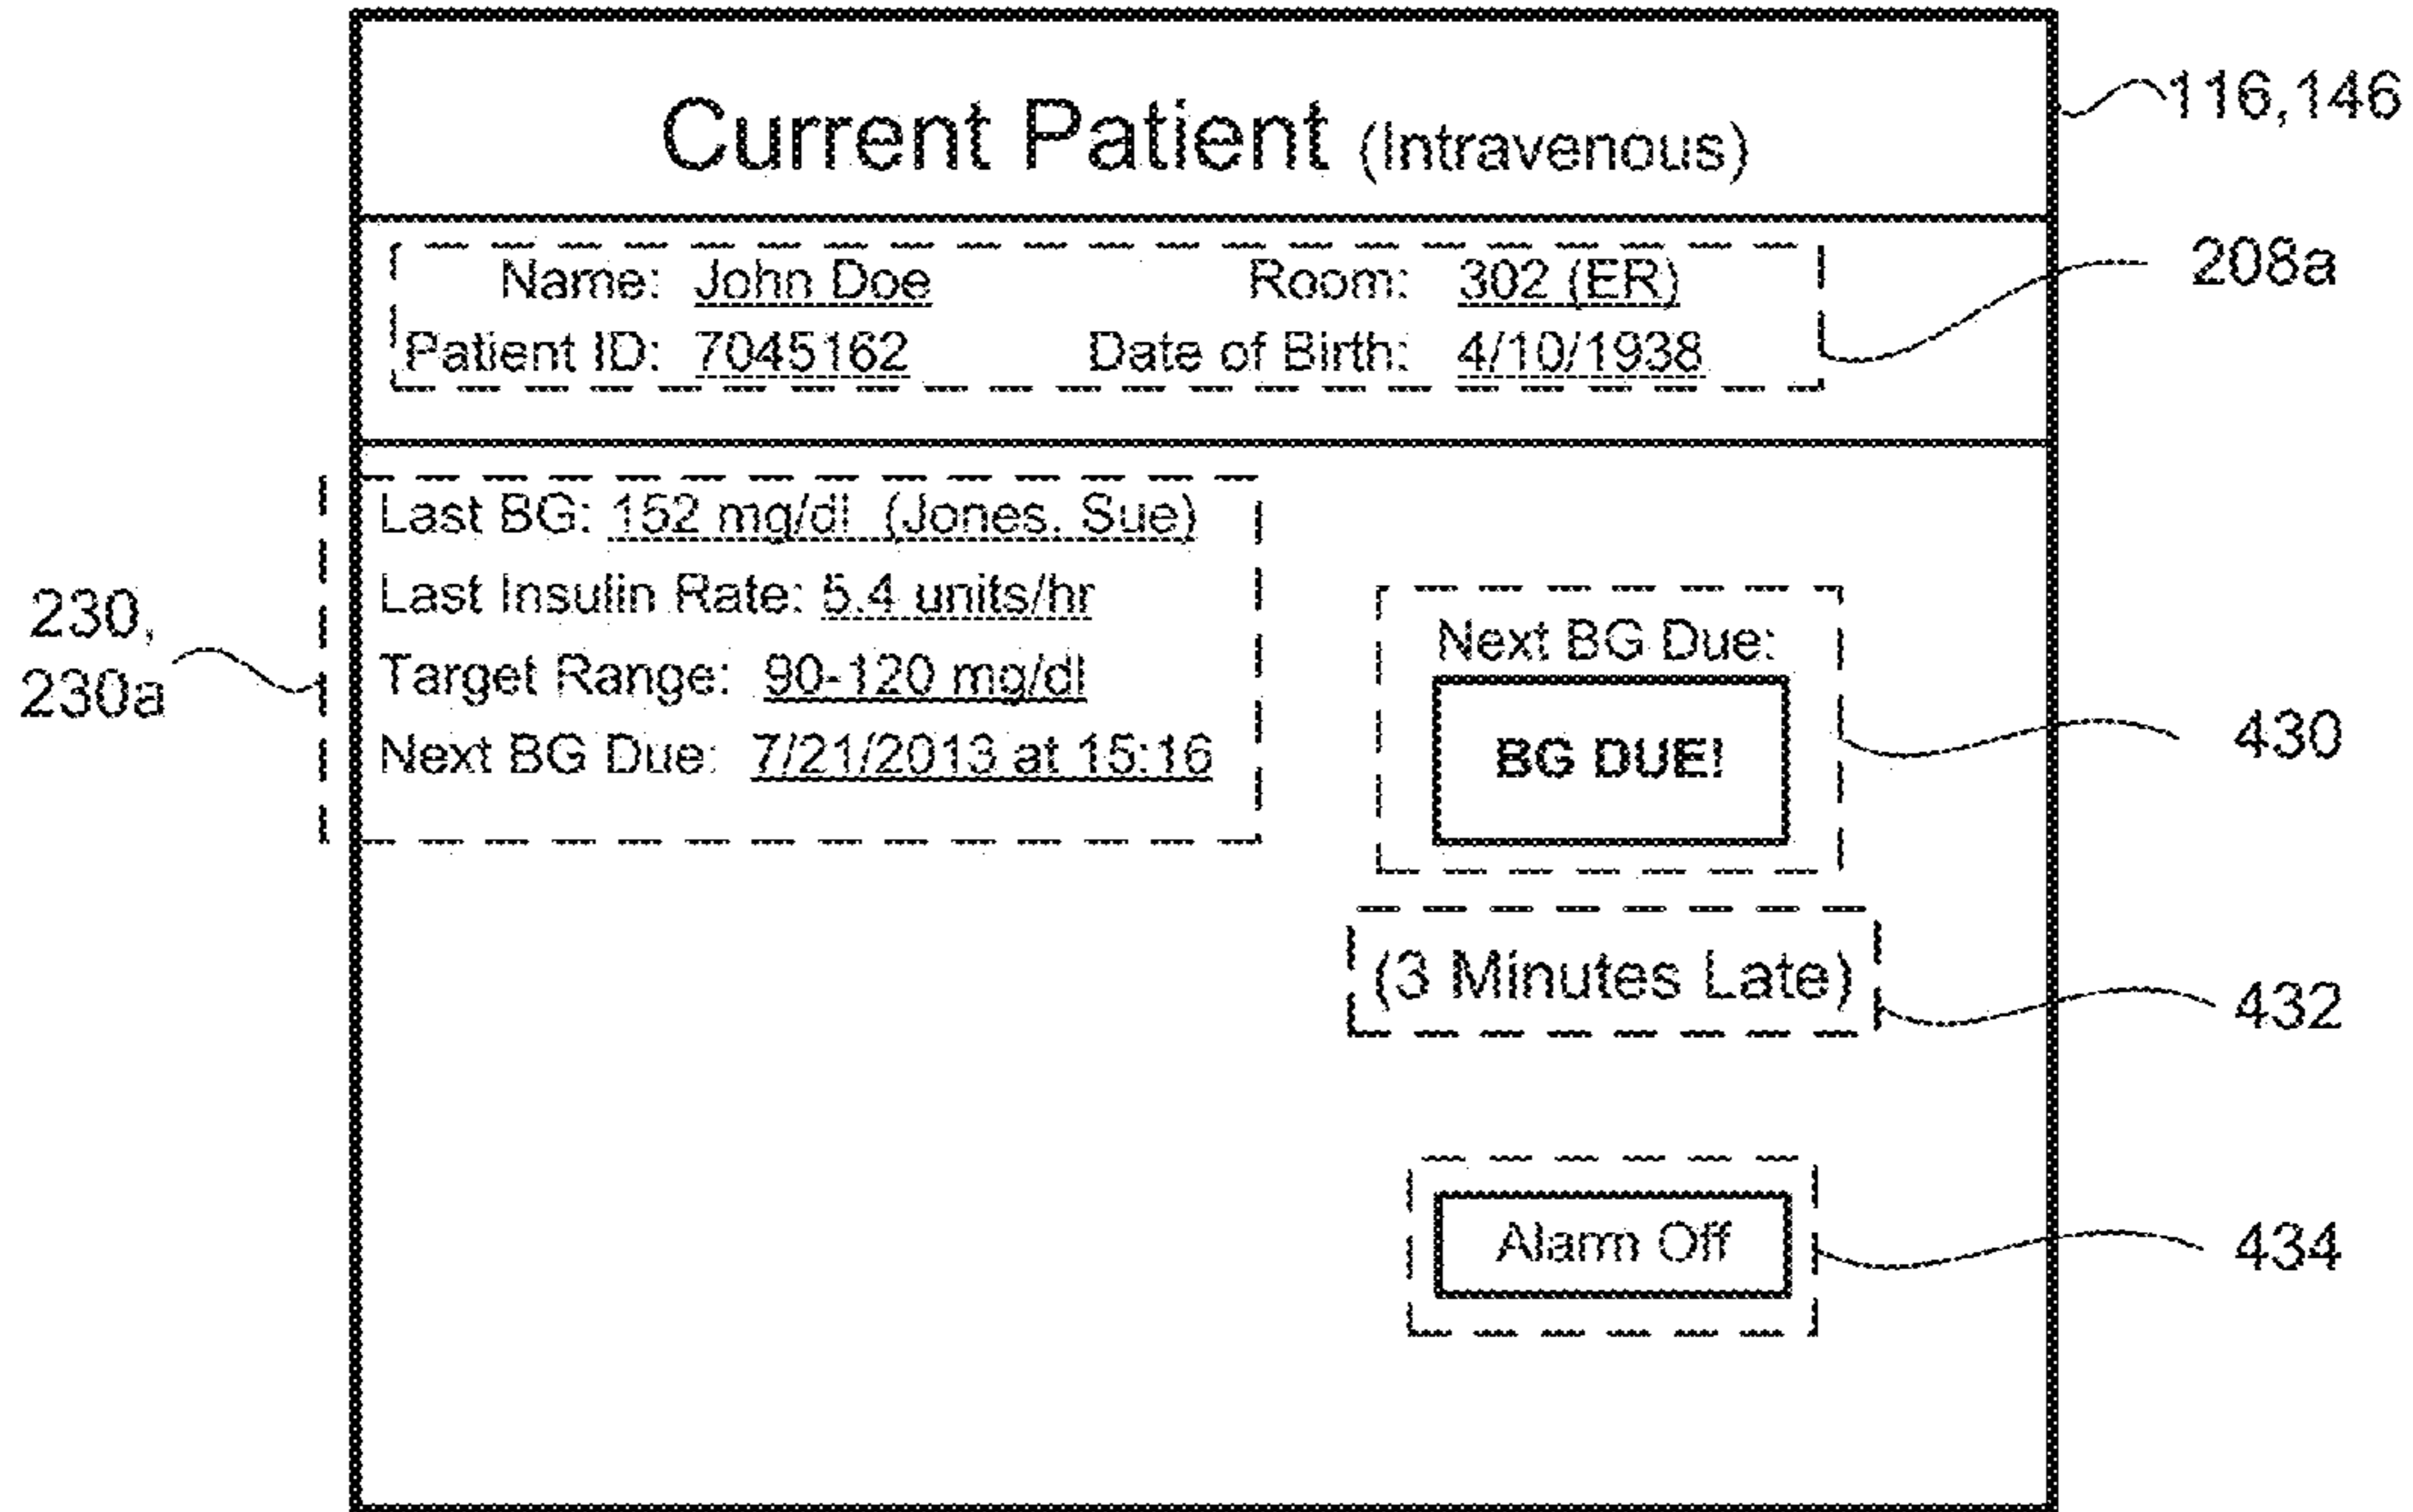 Current Patient (Intravenous)
116,146
Name: John Doe Room: 302 (ER)
208a
Patient ID: 7045162 Date of Birth: 4/10/1938
Last BG: 152 mg/dl (Jones. Sue)
Last Insulin Rate: 5.4 units/hr
Target Range: 90-120 mg/dl
Next BG Due: 7/21/2013 at 15:16
230,
230a
Next BG Due:
BG DUE!
430
(3 Minutes Late)
432
Alarm Off
434